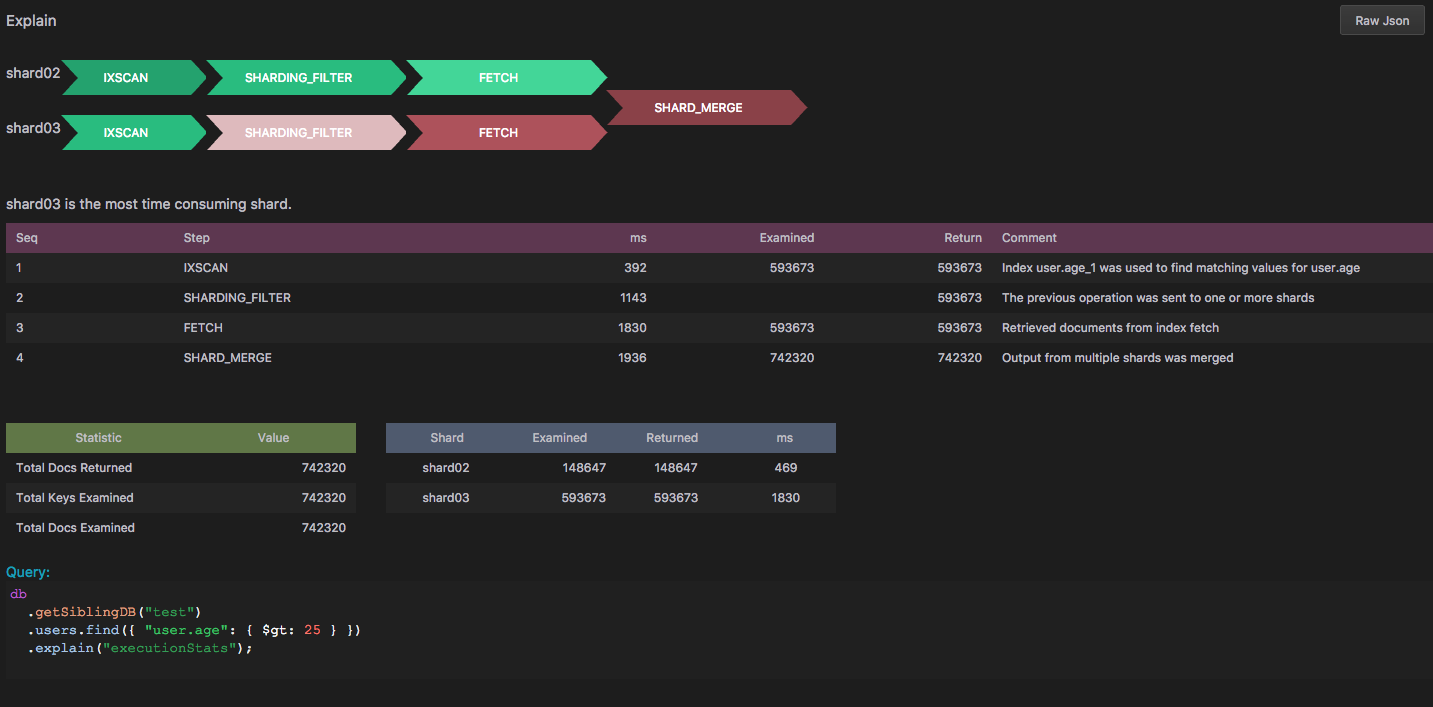 Explain
Raw Json
shard02 IXSCAN SHARDING_FILTER FETCH
SHARD_MERGE
shard03 IXSCAN SHARDING_FILTER FETCH
shard03 is the most time consuming shard.
Seq Step ms Examined Return Comment
1 IXSCAN 392 593673 593673 Index user.age_1 was used to find matching values for user.age
2 SHARDING_FILTER 1143 593673 The previous operation was sent to one or more shards
3 FETCH 1830 593673 593673 Retrieved documents from index fetch
4 SHARD_MERGE 1936 742320 742320 Output from multiple shards was merged
Statistic Value
Total Docs Returned 742320
Total Keys Examined 742320
Total Docs Examined 742320
Shard Examined Returned ms
shard02 148647 148647 469
shard03 593673 593673 1830
Query:
db
.getSiblingDB("test")
.users.find({ "user.age": { $gt: 25 } })
.explain("executionStats");